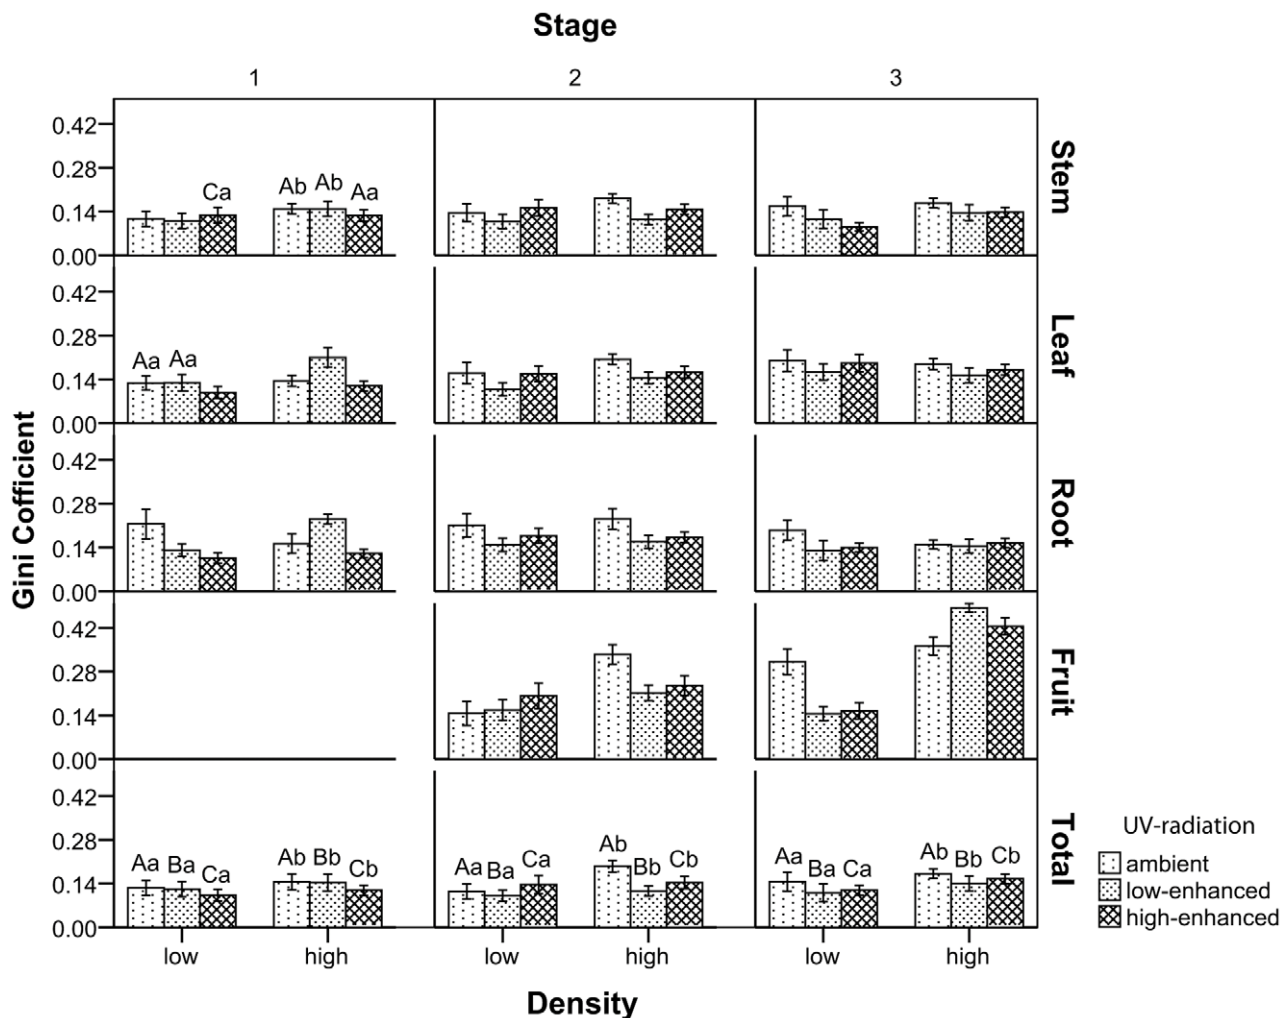 Stage
1 2 3
0.42
0.28
Ca Ab Ab Aa
0.14
0.00
Stem
0.42
0.28
Aa Aa
0.14
0.00
Leaf
0.42
0.28
0.14
0.00
Root
0.42
0.28
0.14
0.00
Fruit
0.42
0.28
Aa Ba Ca Ab Bb Cb Aa Ba Ca Ab Bb Cb Aa Ba Ca Ab Bb Cb
0.14
0.00
Total
Gini Cofficient
low high low high low high
Density
UV-radiation
ambient
low-enhanced
high-enhanced